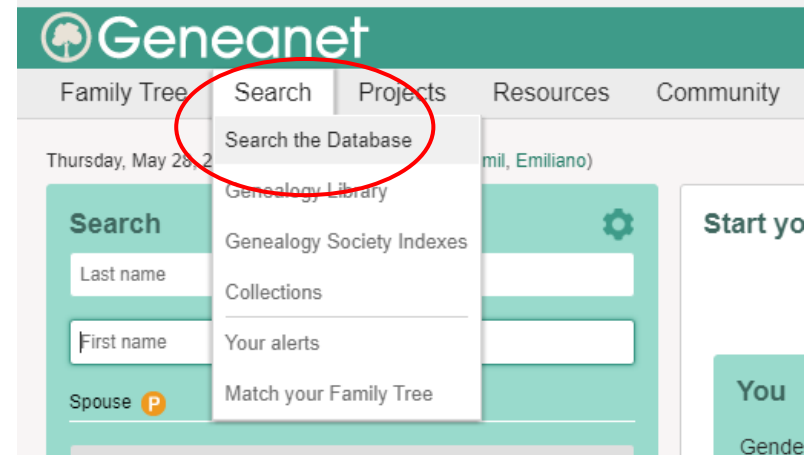 Geneanet
Family Tree Search Projects Resources Community
Search the Database
Thursday, May 28, 2 mil, Emiliano)
Genealogy Library
Search
Start yo
Genealogy Society Indexes
Last name
Collections
First name
Your alerts
Match your Family Tree
Spouse P
You
Gende